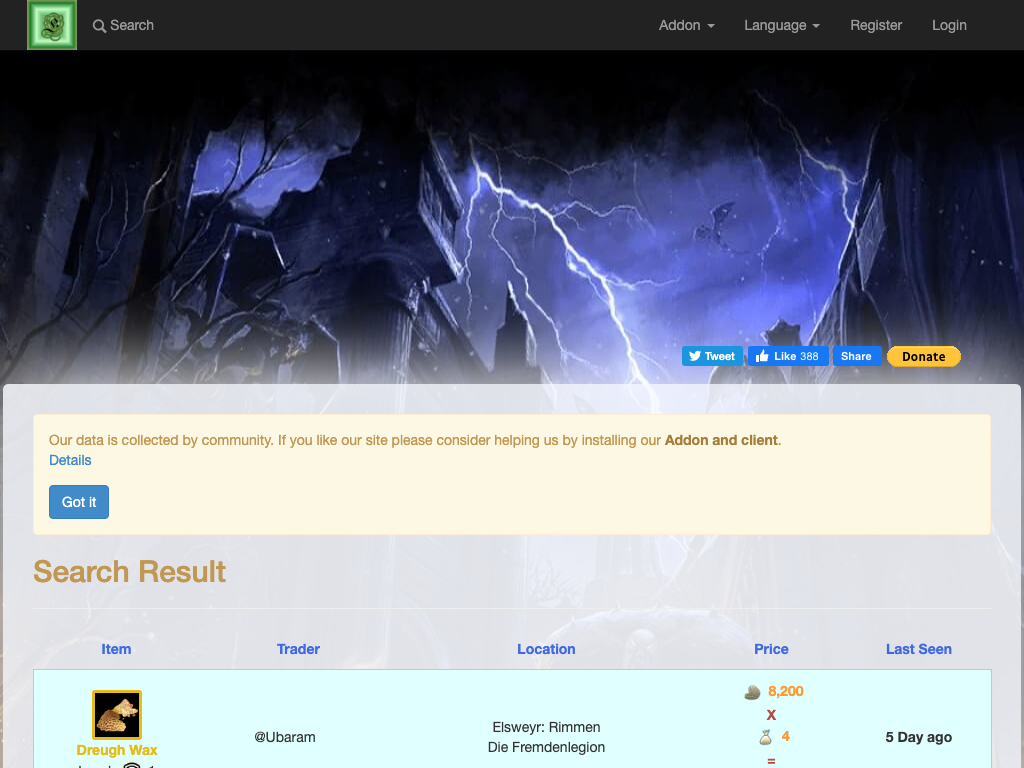 Search
Addon
Language
Register
Login
Tweet
Like 388
Share
Donate
Our data is collected by community. If you like our site please consider helping us by installing our Addon and client.
Details
Got it
Search Result
Item
Trader
Location
Price
Last Seen
Dreugh Wax
@Ubaram
Elsweyr: Rimmen
Die Fremdenlegion
8,200
X
4
=
5 Day ago